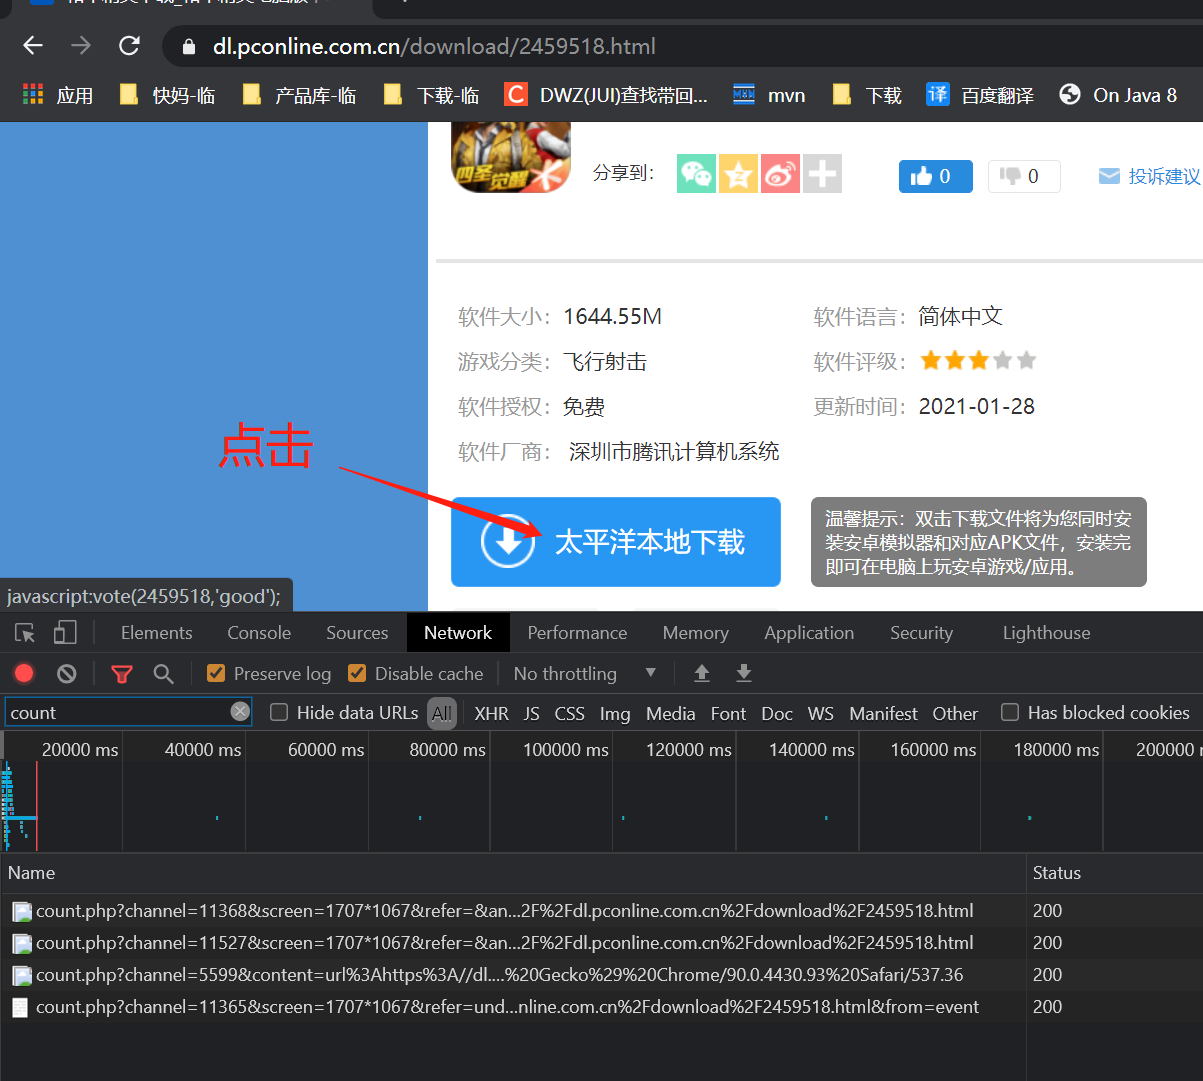 dl.pconline.com.cn/download/2459518.html
应用 快妈-临 产品库-临 下载-临 DWZ(JUI)查找带回... mvn 下载 译 百度翻译 On Java 8
四圣觉醒
分享到： 0 0 投诉建议
软件大小： 1644.55M 软件语言： 简体中文
游戏分类： 飞行射击 软件评级：
软件授权： 免费 更新时间： 2021-01-28
软件厂商： 深圳市腾讯计算机系统
点击
太平洋本地下载
温馨提示：双击下载文件将为您同时安
装安卓模拟器和对应APK文件，安装完
即可在电脑上玩安卓游戏/应用。
javascript:vote(2459518,'good');
Elements Console Sources Network Performance Memory Application Security Lighthouse
Preserve log Disable cache No throttling
count Hide data URLs All XHR JS CSS Img Media Font Doc WS Manifest Other Has blocked cookies
20000 ms 40000 ms 60000 ms 80000 ms 100000 ms 120000 ms 140000 ms 160000 ms 180000 ms 200000
Name Status
count.php?channel=11368&screen=1707*1067&refer=&an...2F%2Fdl.pconline.com.cn%2Fdownload%2F2459518.html 200
count.php?channel=11527&screen=1707*1067&refer=&an...2F%2Fdl.pconline.com.cn%2Fdownload%2F2459518.html 200
count.php?channel=5599&content=url%3Ahttps%3A//dl....%20Gecko%29%20Chrome/90.0.4430.93%20Safari/537.36 200
count.php?channel=11365&screen=1707*1067&refer=und...nline.com.cn%2Fdownload%2F2459518.html&from=event 200